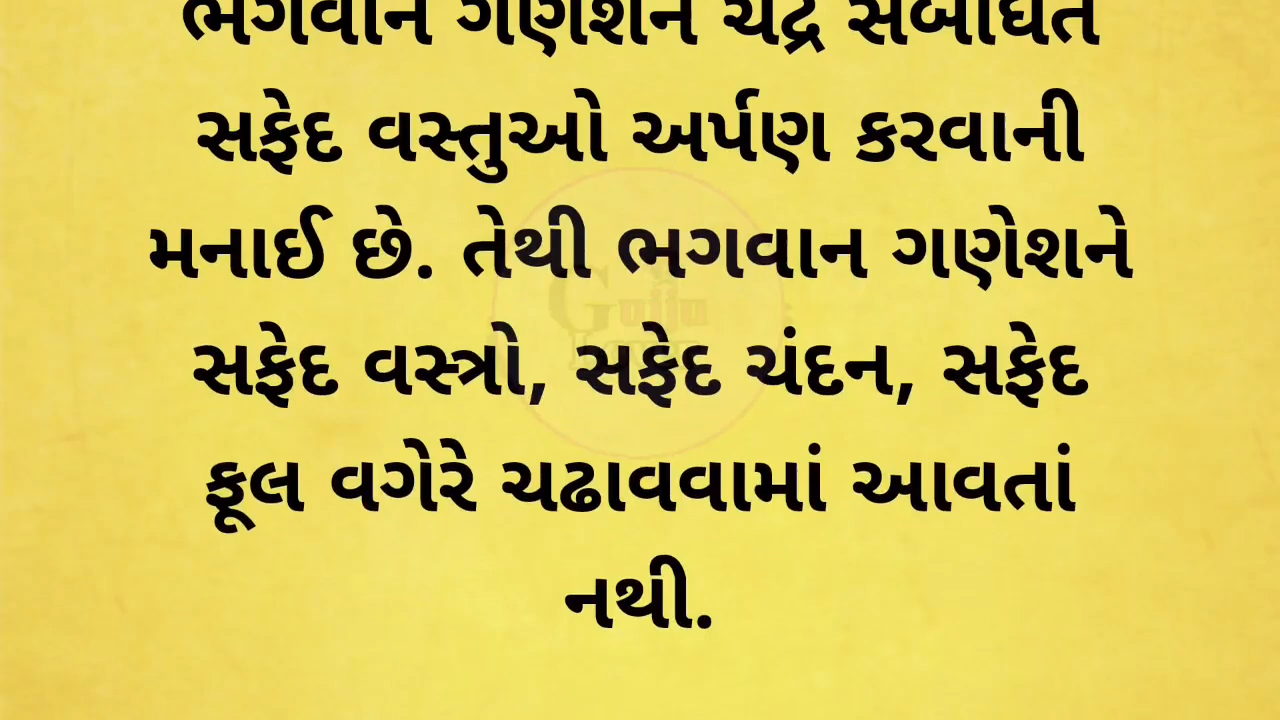 ભગવાન ગણેશને ચંદ્ર સંબંધિત
સફેદ વસ્તુઓ અર્પણ કરવાની
મનાઈ છે. તેથી ભગવાન ગણેશને
સફેદ વસ્ત્રો, સફેદ ચંદન, સફેદ
ફૂલ વગેરે ચઢાવવામાં આવતાં
નથી.